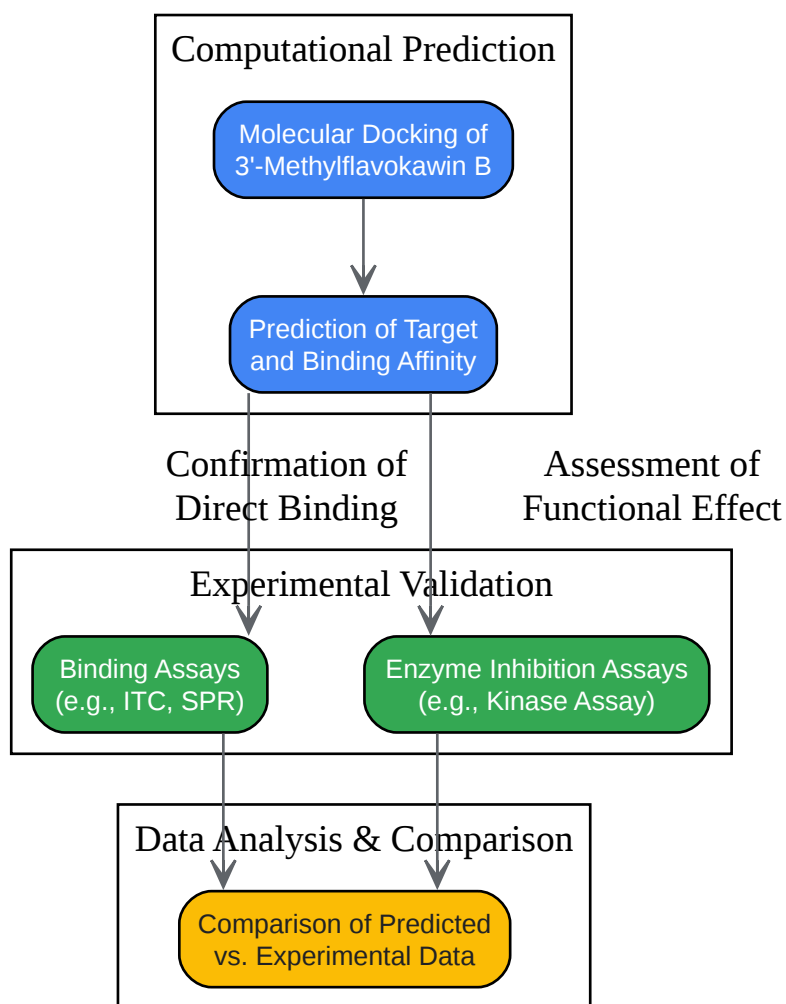 Computational Prediction
Molecular Docking of
3'-Methylflavokawin B
Prediction of Target
and Binding Affinity
Confirmation of
Direct Binding
Assessment of
Functional Effect
Experimental Validation
Binding Assays
(e.g., ITC, SPR)
Enzyme Inhibition Assays
(e.g., Kinase Assay)
Data Analysis & Comparison
Comparison of Predicted
vs. Experimental Data